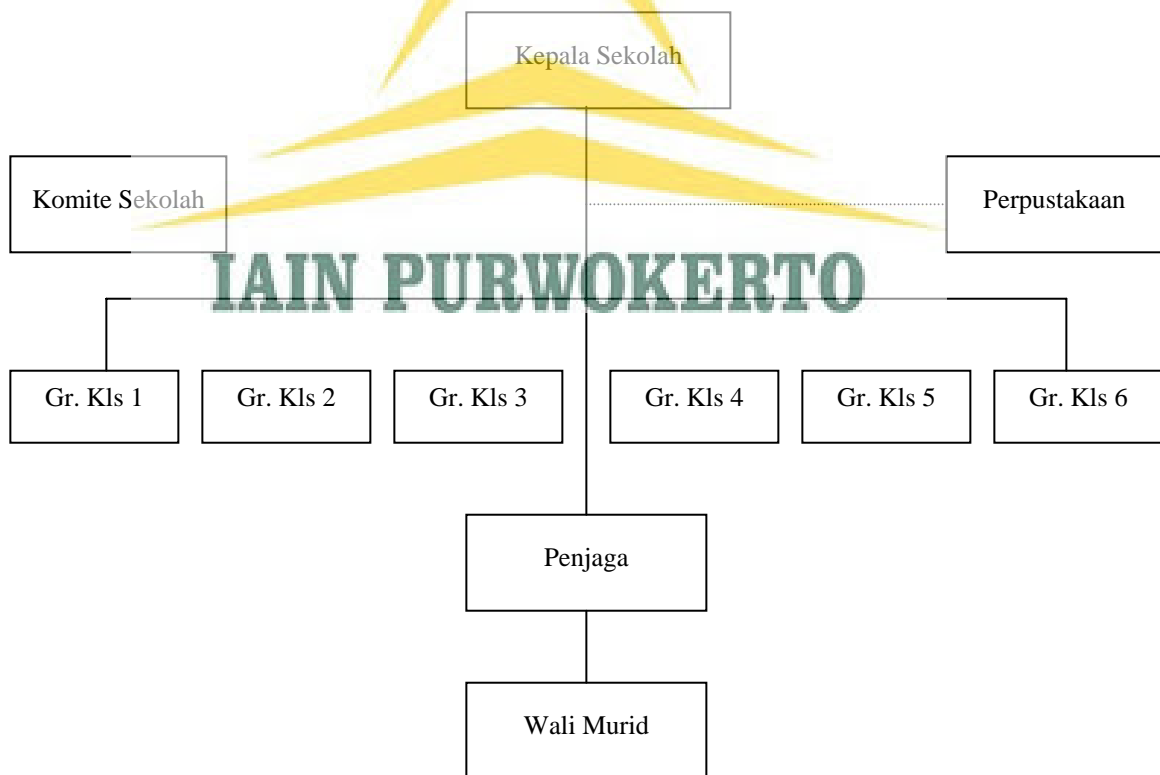 Kepala Sekolah
Komite Sekolah
Perpustakaan
IAIN PURWOKERTO
Gr. Kls 1
Gr. Kls 2
Gr. Kls 3
Gr. Kls 4
Gr. Kls 5
Gr. Kls 6
Penjaga
Wali Murid